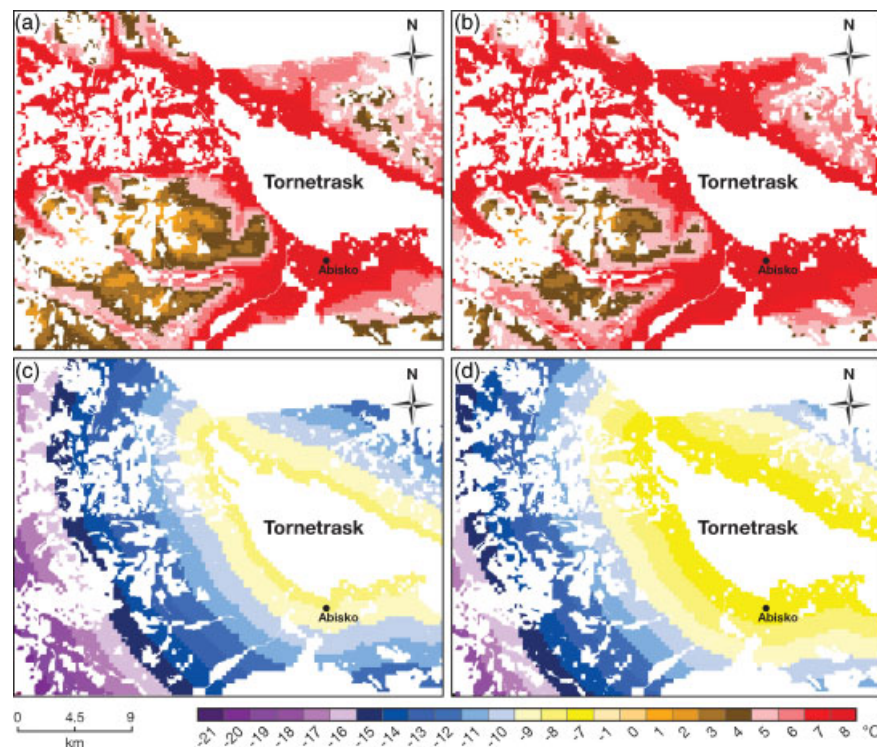 (a)
N
Tornetrask
Abisko
(b)
N
Tornetrask
Abisko
(c)
N
Tornetrask
Abisko
(d)
N
Tornetrask
Abisko
0 4.5 9
km
-21 -20 -19 -18 -17 -16 -15 -14 -13 -12 -11 -10 -9 -8 -7 -1 0 1 2 3 4 5 6 7 8 °C